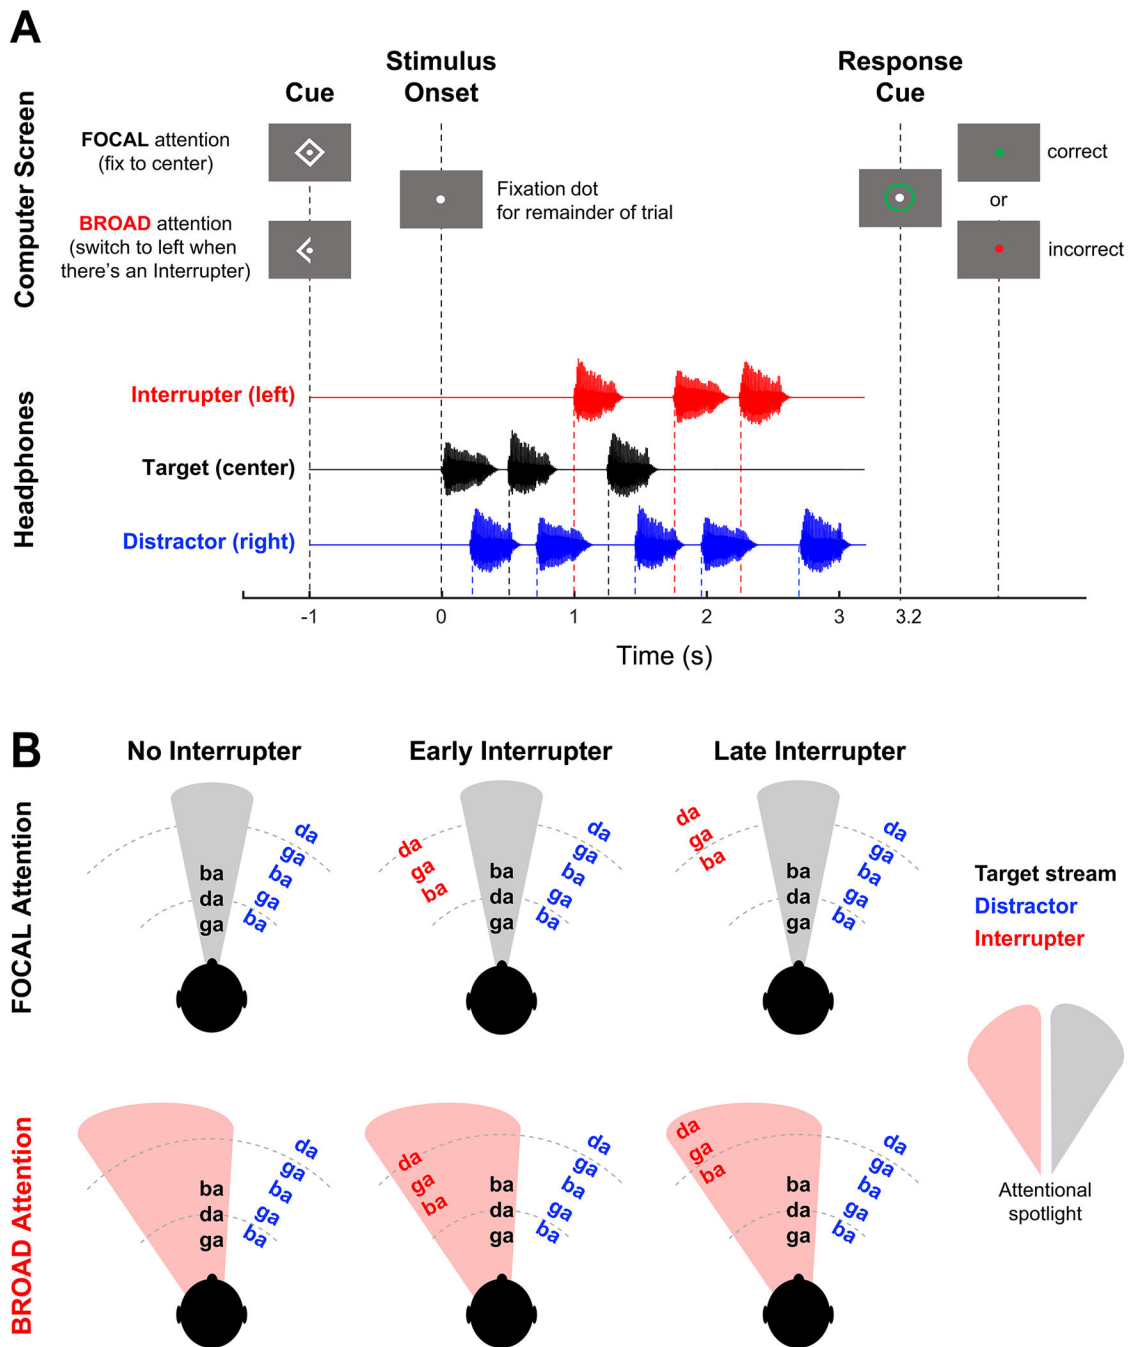 A
Computer Screen
Cue
Stimulus
Onset
Response
Cue
FOCAL attention
(fix to center)
BROAD attention
(switch to left when
there's an Interrupter)
Fixation dot
for remainder of trial
correct
or
incorrect
Headphones
Interrupter (left)
Target (center)
Distractor (right)
-1 0 1 2 3 3.2
Time (s)
B
No Interrupter
Early Interrupter
Late Interrupter
FOCAL Attention
ba
da
ga
da
ga
ba
ga
ba
da
ga
ba
ba
da
ga
da
ga
ba
ga
ba
da
ga
ba
ba
da
ga
da
ga
ba
ga
ba
Target stream
Distractor
Interrupter
Attentional
spotlight
BROAD Attention
ba
da
ga
da
ga
ba
ga
ba
da
ga
ba
ba
da
ga
da
ga
ba
ga
ba
da
ga
ba
ba
da
ga
da
ga
ba
ga
ba